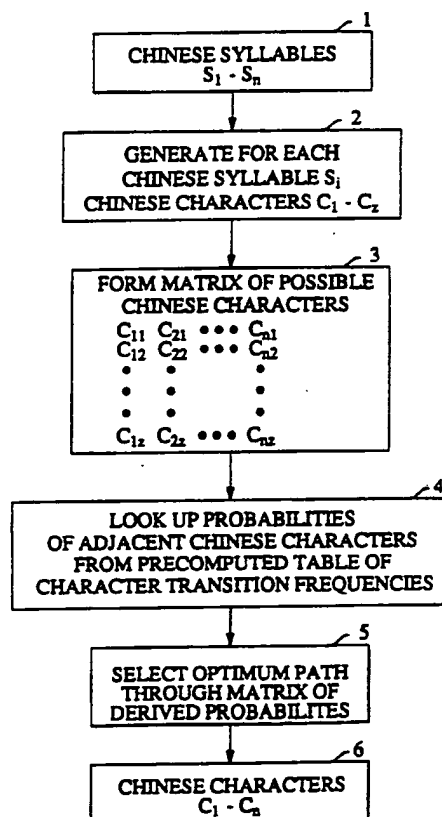 1
CHINESE SYLLABLES
S₁ - Sₙ
2
GENERATE FOR EACH
CHINESE SYLLABLE Sᵢ
CHINESE CHARACTERS C₁ - C_z
3
FORM MATRIX OF POSSIBLE
CHINESE CHARACTERS
C₁₁ C₂₁ ••• Cₙ₁
C₁₂ C₂₂ ••• Cₙ₂
• • •
• • •
• • •
C₁z C₂z ••• Cₙz
4
LOOK UP PROBABILITIES
OF ADJACENT CHINESE CHARACTERS
FROM PRECOMPUTED TABLE OF
CHARACTER TRANSITION FREQUENCIES
5
SELECT OPTIMUM PATH
THROUGH MATRIX OF
DERIVED PROBABILITES
6
CHINESE CHARACTERS
C₁ - Cₙ